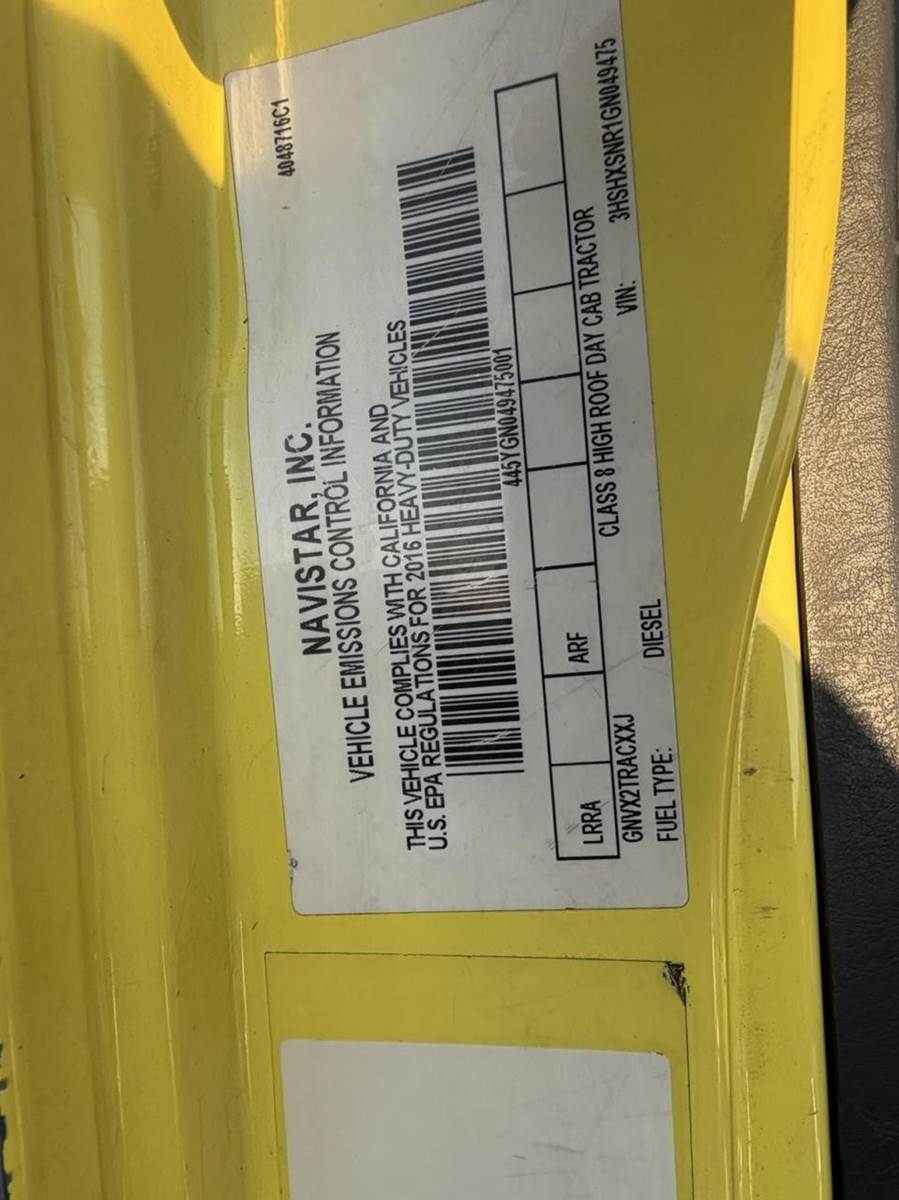 4048716C1
NAVISTAR, INC.
VEHICLE EMISSIONS CONTROL INFORMATION
THIS VEHICLE COMPLIES WITH CALIFORNIA AND
U.S. EPA REGULATIONS FOR 2016 HEAVY-DUTY VEHICLES
445YGN049475001
LRRA ARF
GNVX2TRACXXJ CLASS 8 HIGH ROOF DAY CAB TRACTOR
FUEL TYPE: DIESEL VIN: 3HSHXSNR1GN049475